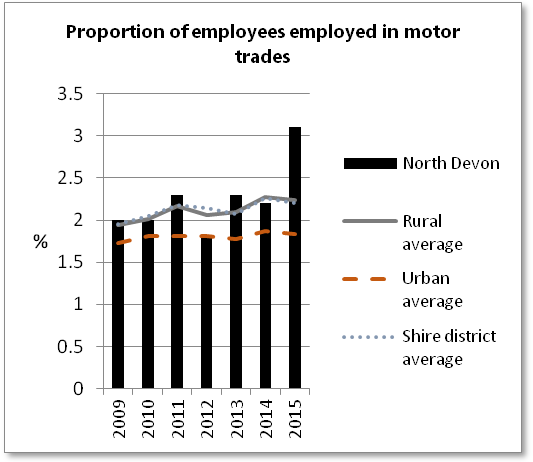 Proportion of employees employed in motor
trades
3.5
3
2.5
2
1.5
1
0.5
0
%
2009
2010
2011
2012
2013
2014
2015
North Devon
Rural
average
Urban
average
Shire district
average